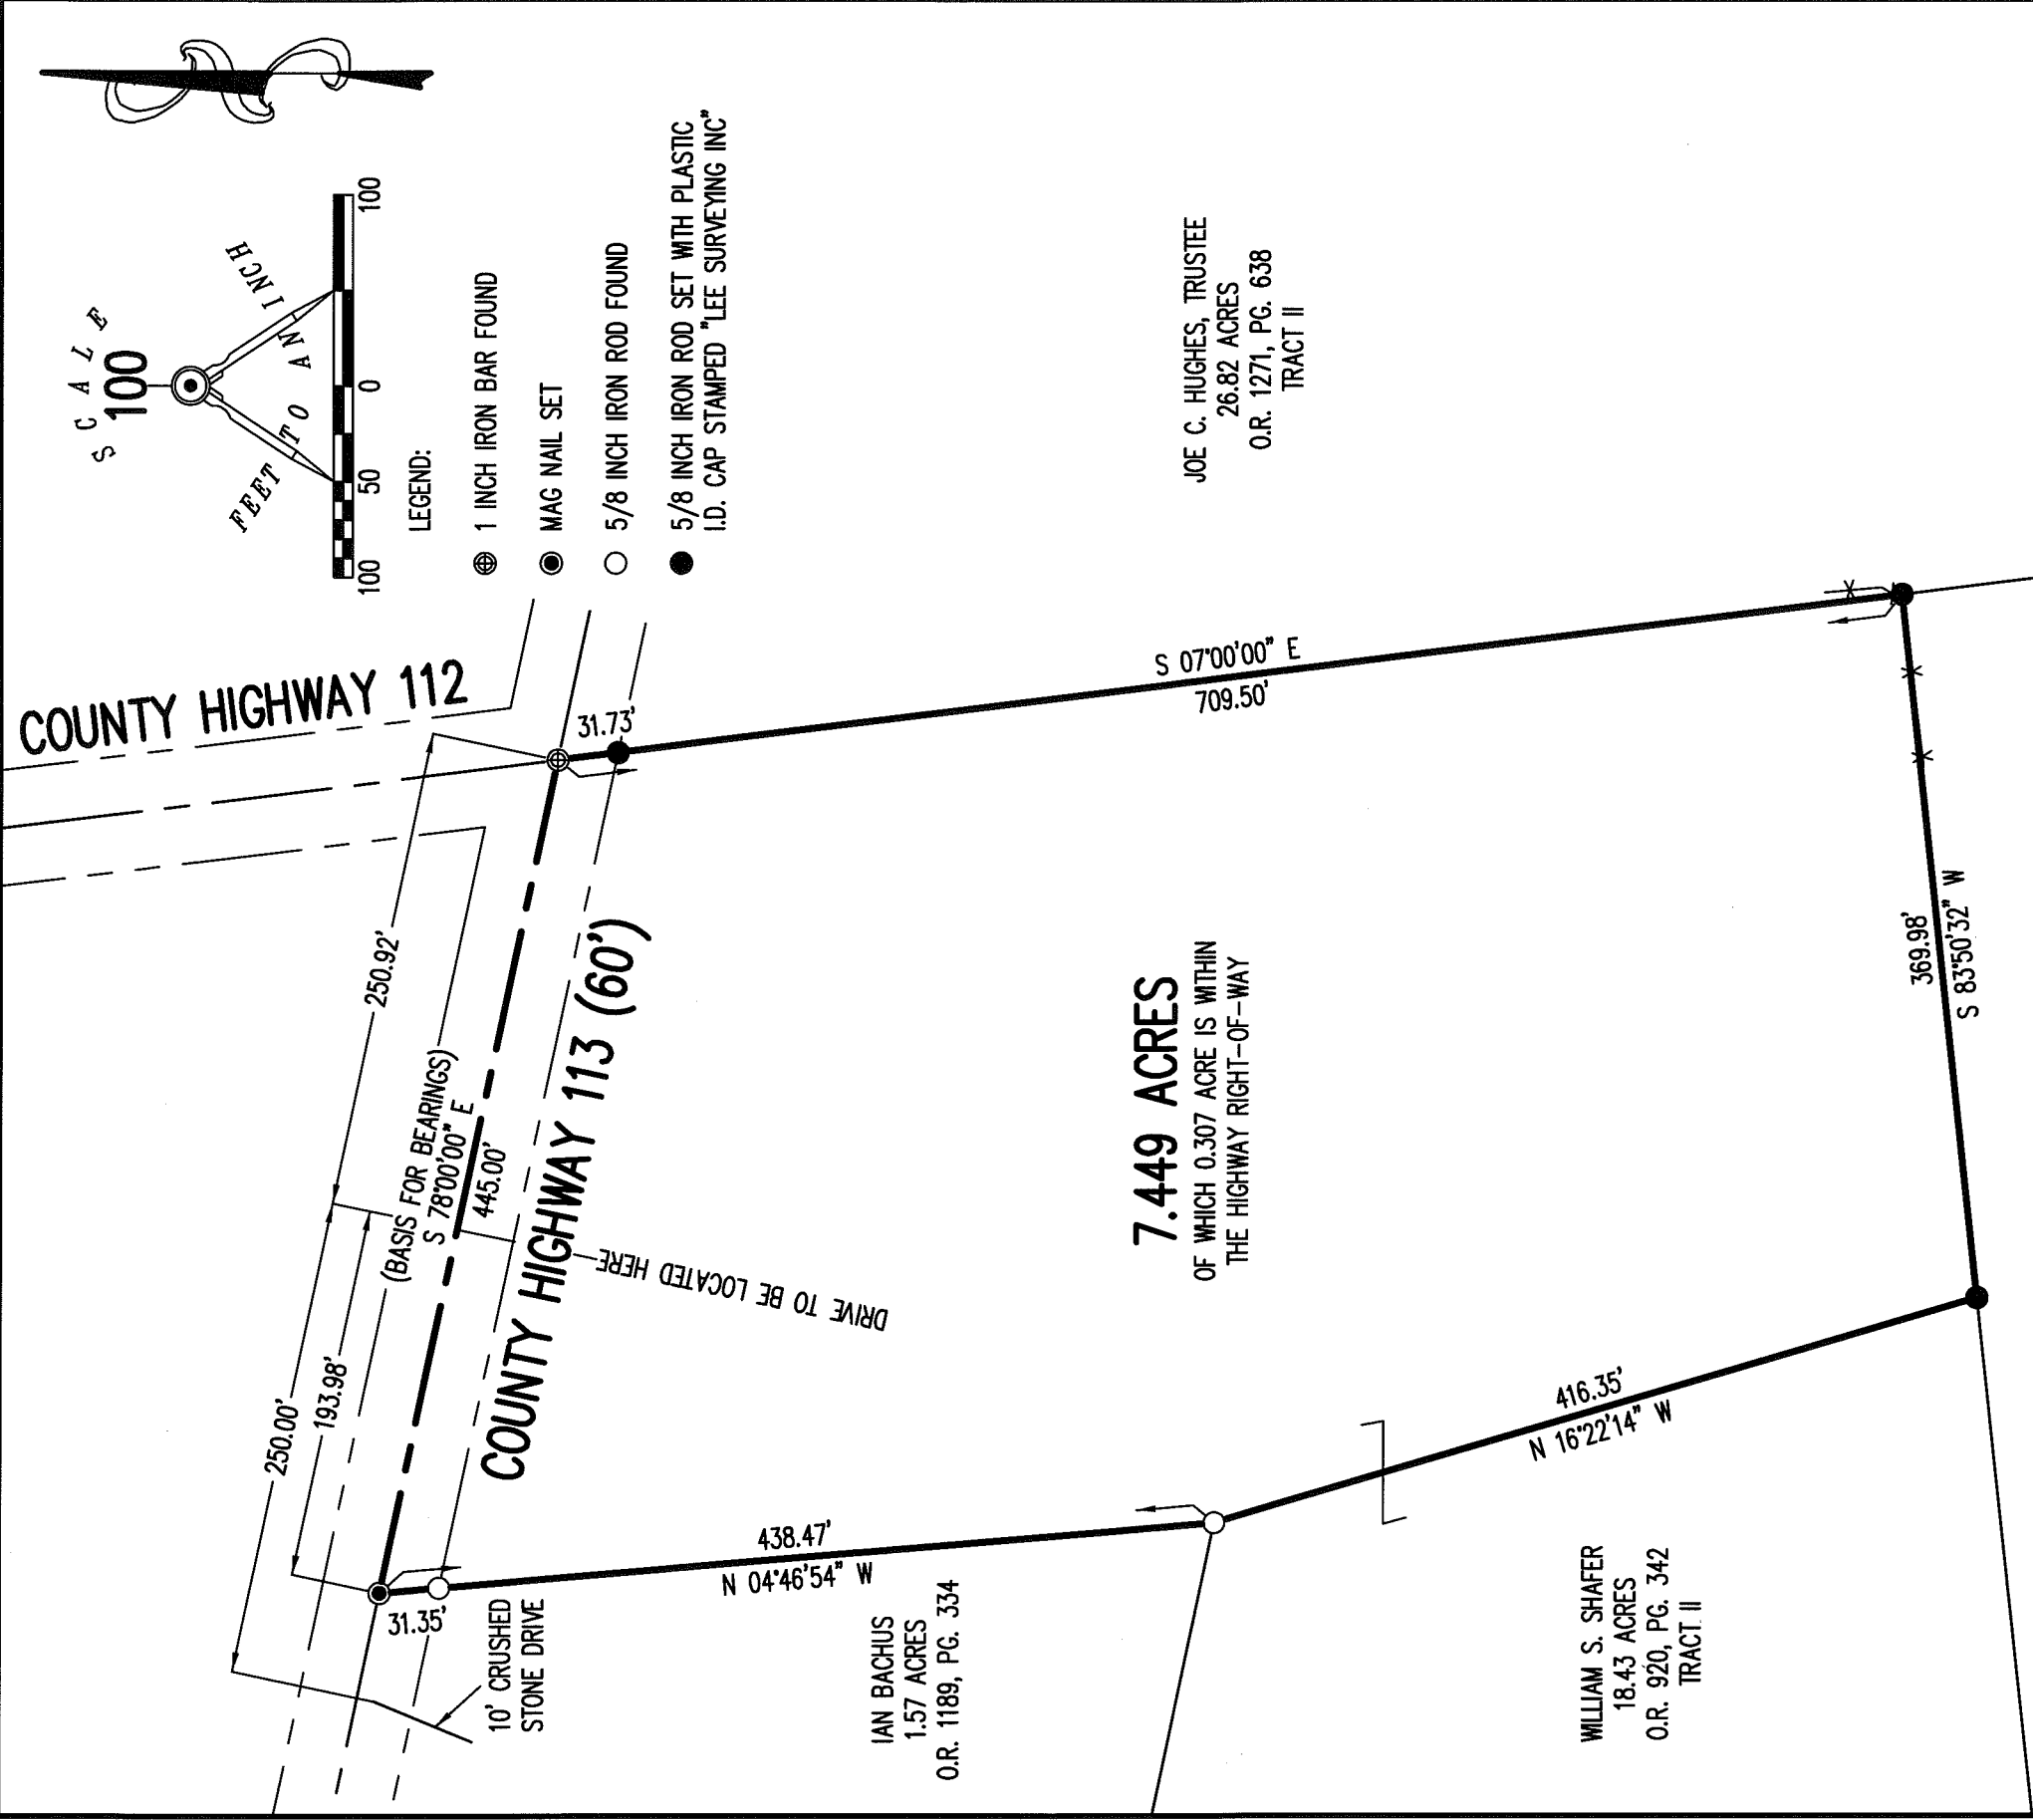 COUNTY HIGHWAY 112
SCALE
100
FEET TO AN INCH
100 50 0 100
LEGEND:
1 INCH IRON BAR FOUND
MAG NAIL SET
5/8 INCH IRON ROD FOUND
5/8 INCH IRON ROD SET WITH PLASTIC
I.D. CAP STAMPED "LEE SURVEYING INC"
250.00'
193.98'
250.92'
(BASIS FOR BEARINGS)
S 78°00'00" E
445.00'
COUNTY HIGHWAY 113 (60')
31.73'
31.35'
10' CRUSHED
STONE DRIVE
DRIVE TO BE LOCATED HERE
438.47'
N 04°46'54" W
IAN BACHUS
1.57 ACRES
O.R. 1189, PG. 334
7.449 ACRES
OF WHICH 0.307 ACRE IS WITHIN
THE HIGHWAY RIGHT-OF-WAY
S 07°00'00" E
709.50'
JOE C. HUGHES, TRUSTEE
26.82 ACRES
O.R. 1271, PG. 638
TRACT II
416.35'
N 16°22'14" W
WILLIAM S. SHAFER
18.43 ACRES
O.R. 920, PG. 342
TRACT II
369.98'
S 83°50'32" W